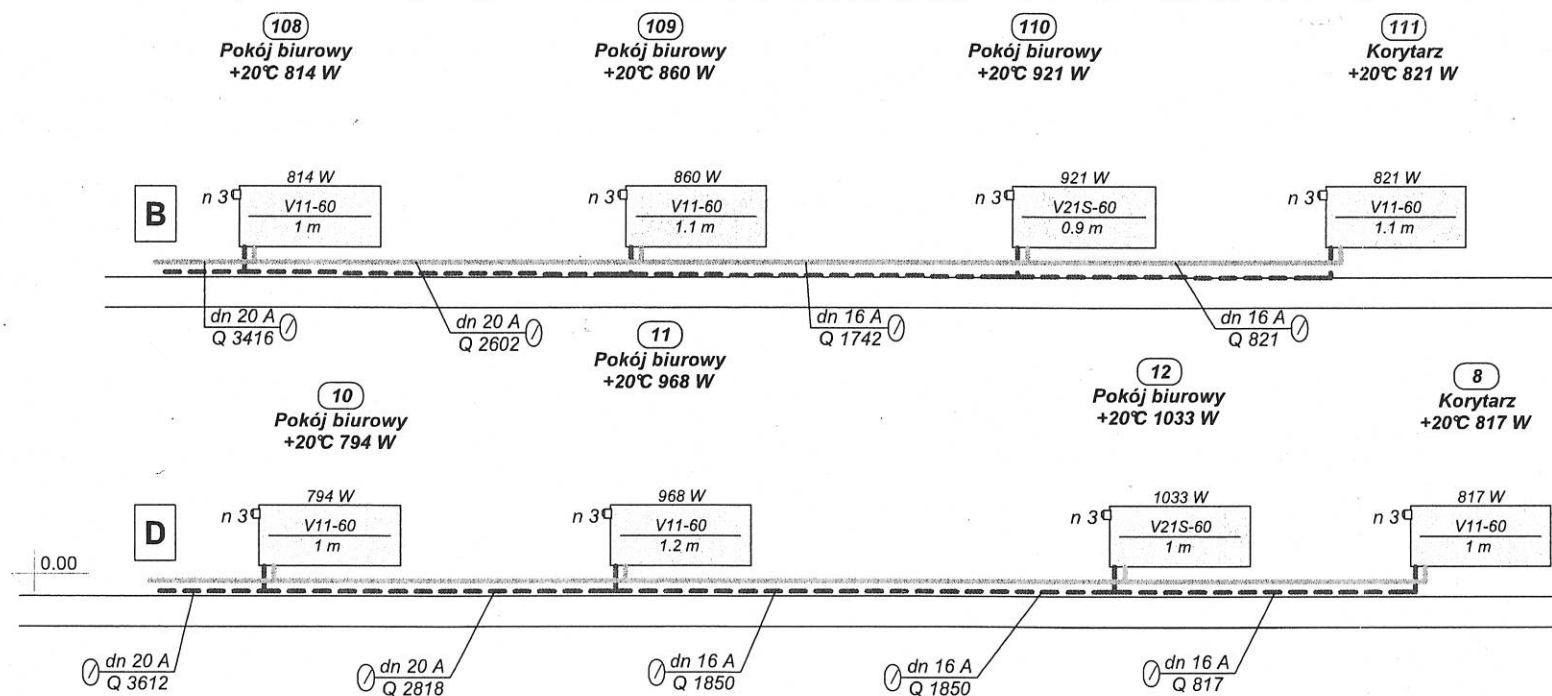 108
Pokój biurowy
+20°C 814 W
109
Pokój biurowy
+20°C 860 W
110
Pokój biurowy
+20°C 921 W
111
Korytarz
+20°C 821 W
B
814 W
n 3
V11-60
1 m
860 W
n 3
V11-60
1.1 m
921 W
n 3
V21S-60
0.9 m
821 W
n 3
V11-60
1.1 m
dn 20 A
Q 3416
dn 20 A
Q 2602
dn 16 A
Q 1742
dn 16 A
Q 821
10
Pokój biurowy
+20°C 794 W
11
Pokój biurowy
+20°C 968 W
12
Pokój biurowy
+20°C 1033 W
8
Korytarz
+20°C 817 W
D
794 W
n 3
V11-60
1 m
968 W
n 3
V11-60
1.2 m
1033 W
n 3
V21S-60
1 m
817 W
n 3
V11-60
1 m
0.00
dn 20 A
Q 3612
dn 20 A
Q 2818
dn 16 A
Q 1850
dn 16 A
Q 1850
dn 16 A
Q 817